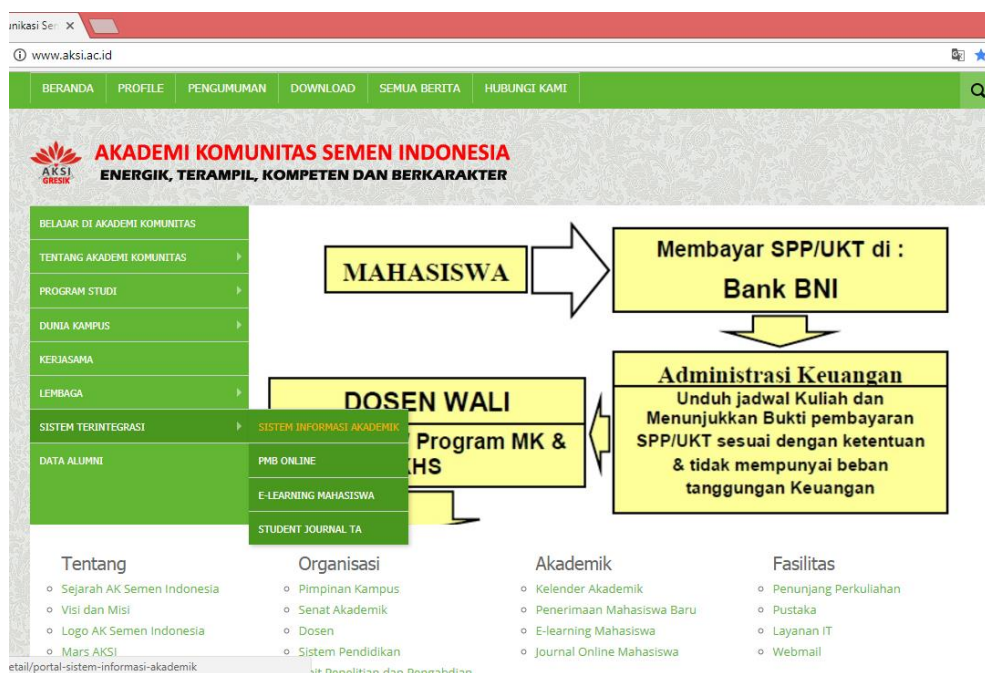 unikasi Ser
www.aksi.ac.id
BERANDA PROFILE PENGUMUMAN DOWNLOAD SEMUA BERITA HUBUNGI KAMI
AKSI
GRESIK
AKADEMI KOMUNITAS SEMEN INDONESIA
ENERGIK, TERAMPIL, KOMPETEN DAN BERKARAKTER
BELAJAR DI AKADEMI KOMUNITAS
TENTANG AKADEMI KOMUNITAS
PROGRAM STUDI
DUNIA KAMPUS
KERJASAMA
LEMBAGA
SISTEM TERINTEGRASI
DATA ALUMNI
SISTEM INFORMASI AKADEMIK
PMB ONLINE
E-LEARNING MAHASISWA
STUDENT JOURNAL TA
MAHASISWA
Membayar SPP/UKT di :
Bank BNI
Administrasi Keuangan
Unduh jadwal Kuliah dan
Menunjukkan Bukti pembayaran
SPP/UKT sesuai dengan ketentuan
& tidak mempunyai beban
tanggungan Keuangan
DOSEN WALI
Program MK &
KHS
Tentang
Sejarah AK Semen Indonesia
Visi dan Misi
Logo AK Semen Indonesia
Mars AKSI
Organisasi
Pimpinan Kampus
Senat Akademik
Dosen
Sistem Pendidikan
Unit Penelitian dan Pengabdian
Akademik
Kelender Akademik
Penerimaan Mahasiswa Baru
E-learning Mahasiswa
Journal Online Mahasiswa
Fasilitas
Penunjang Perkuliahan
Pustaka
Layanan IT
Webmail
etail/portal-sistem-informasi-akademik